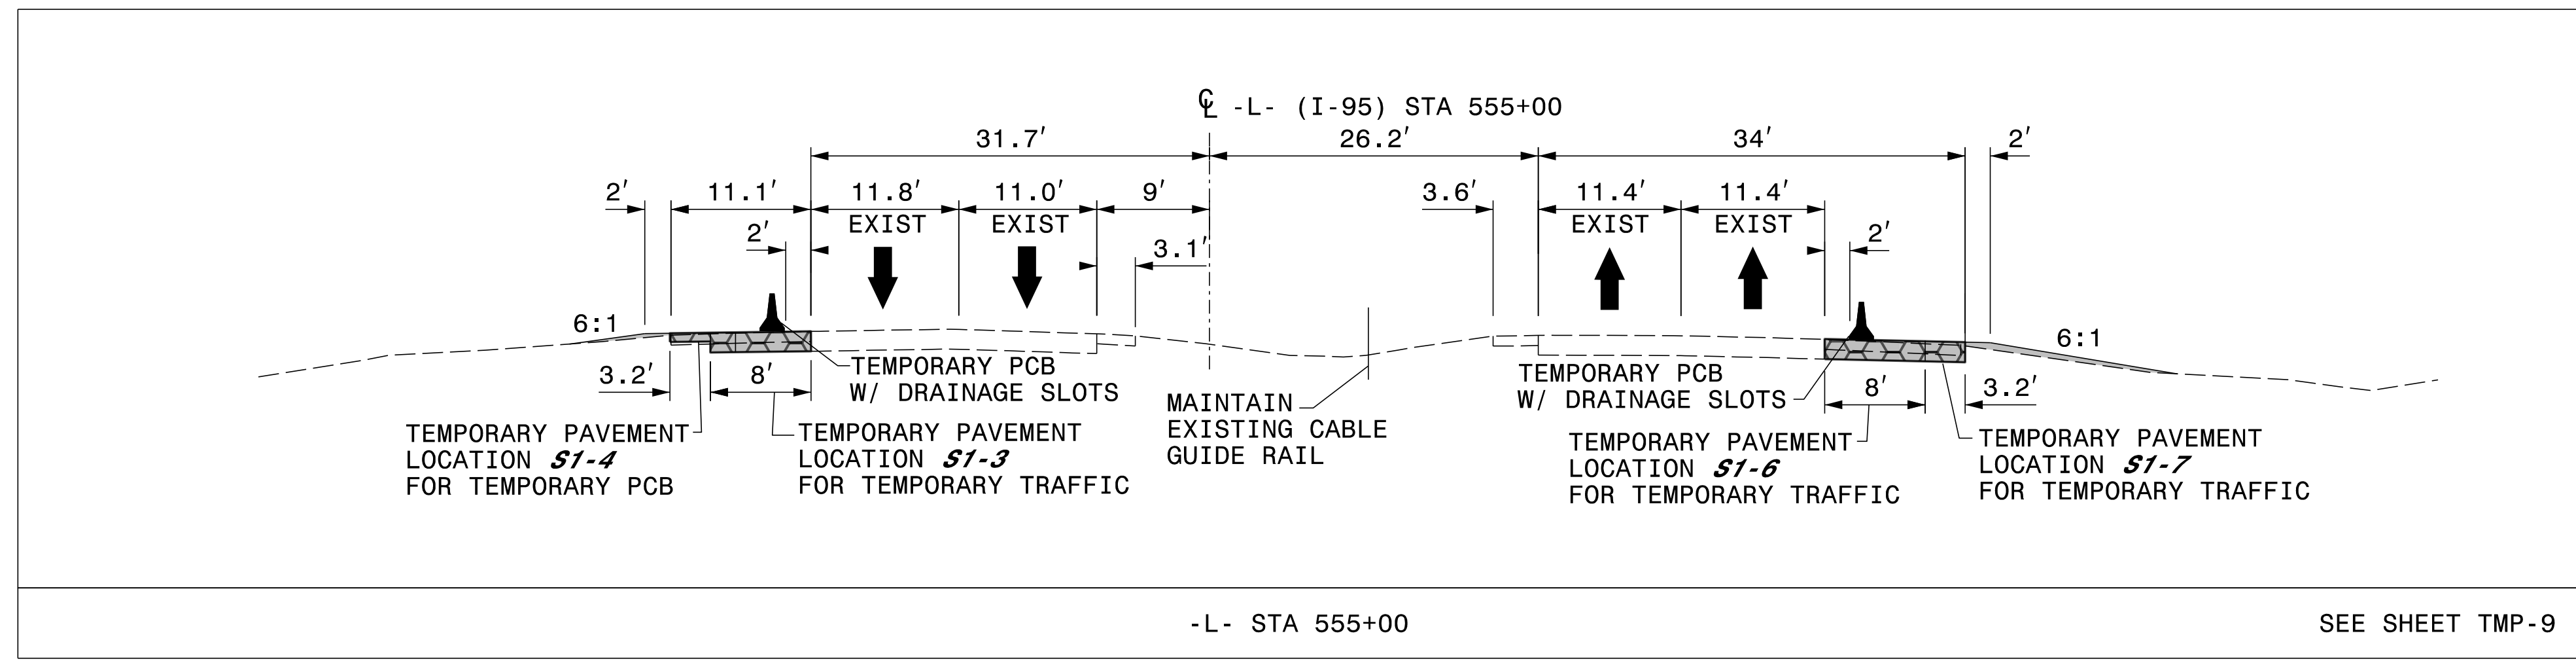 ℄ -L- (I-95) STA 555+00
31.7′ 26.2′ 34′ 2′
2′ 11.1′ 11.8′ 11.0′ 9′ 3.6′ 11.4′ 11.4′
EXIST EXIST EXIST EXIST
2′ 3.1′ 2′
6:1 6:1
3.2′ 8′ 8′ 3.2′
TEMPORARY PCB
W/ DRAINAGE SLOTS
TEMPORARY PCB
W/ DRAINAGE SLOTS
TEMPORARY PAVEMENT
LOCATION S1-4
FOR TEMPORARY PCB
TEMPORARY PAVEMENT
LOCATION S1-3
FOR TEMPORARY TRAFFIC
MAINTAIN
EXISTING CABLE
GUIDE RAIL
TEMPORARY PAVEMENT
LOCATION S1-6
FOR TEMPORARY TRAFFIC
TEMPORARY PAVEMENT
LOCATION S1-7
FOR TEMPORARY TRAFFIC
-L- STA 555+00
SEE SHEET TMP-9